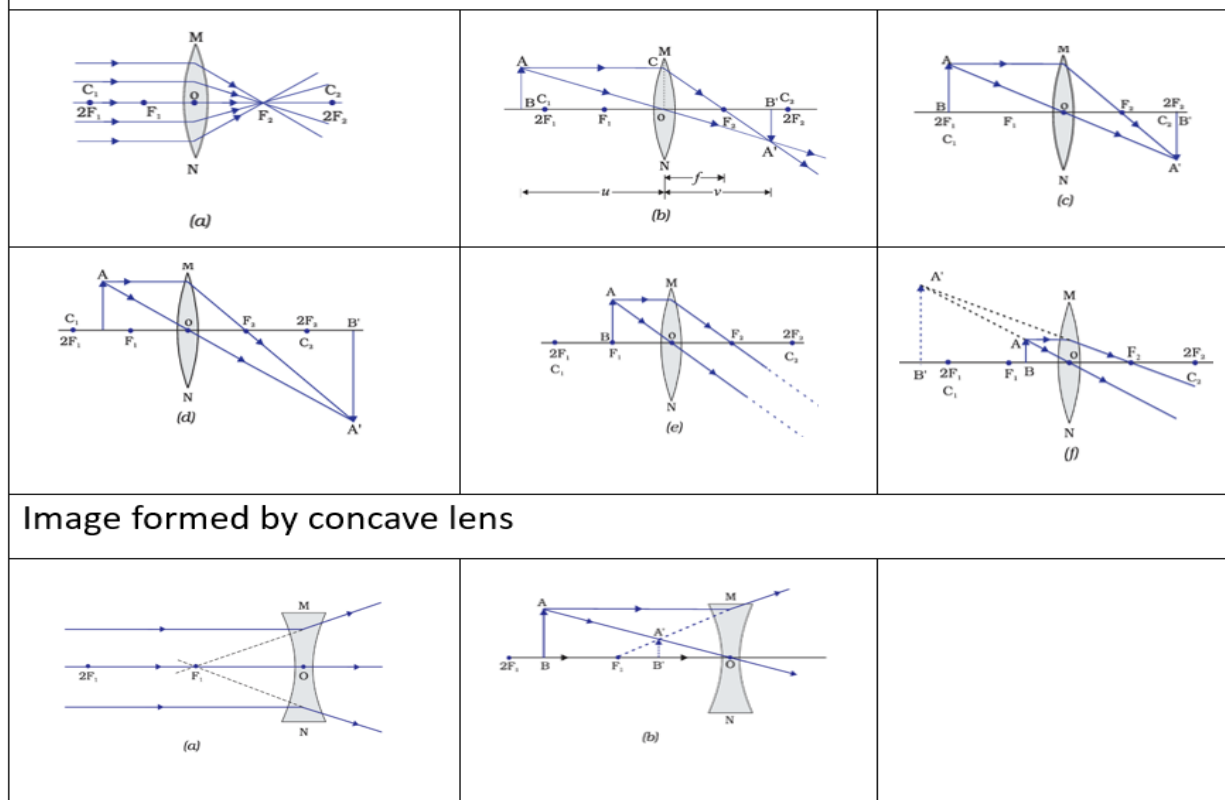 M
C₁ O C₂
2F₁ F₁ F₂ 2F₂
N
(a)
A C M
B C₁ B' C₂
2F₁ F₁ O F₂ 2F₂
A'
N
f
u v
(b)
A M
B O F₂ 2F₂
2F₁ F₁ C₂ B'
C₁
A'
N
(c)
A M
C₁ O F₂ 2F₂ B'
2F₁ F₁ C₂
N
A'
(d)
A M
B O F₂ 2F₂
2F₁ F₁ C₂
C₁
N
(e)
A' M
A O F₂ 2F₂
B' 2F₁ F₁ B C₂
C₁
N
(f)
Image formed by concave lens
M
2F₁ F₁ O
N
(a)
A M
A'
2F₁ B F₁ B' O
N
(b)